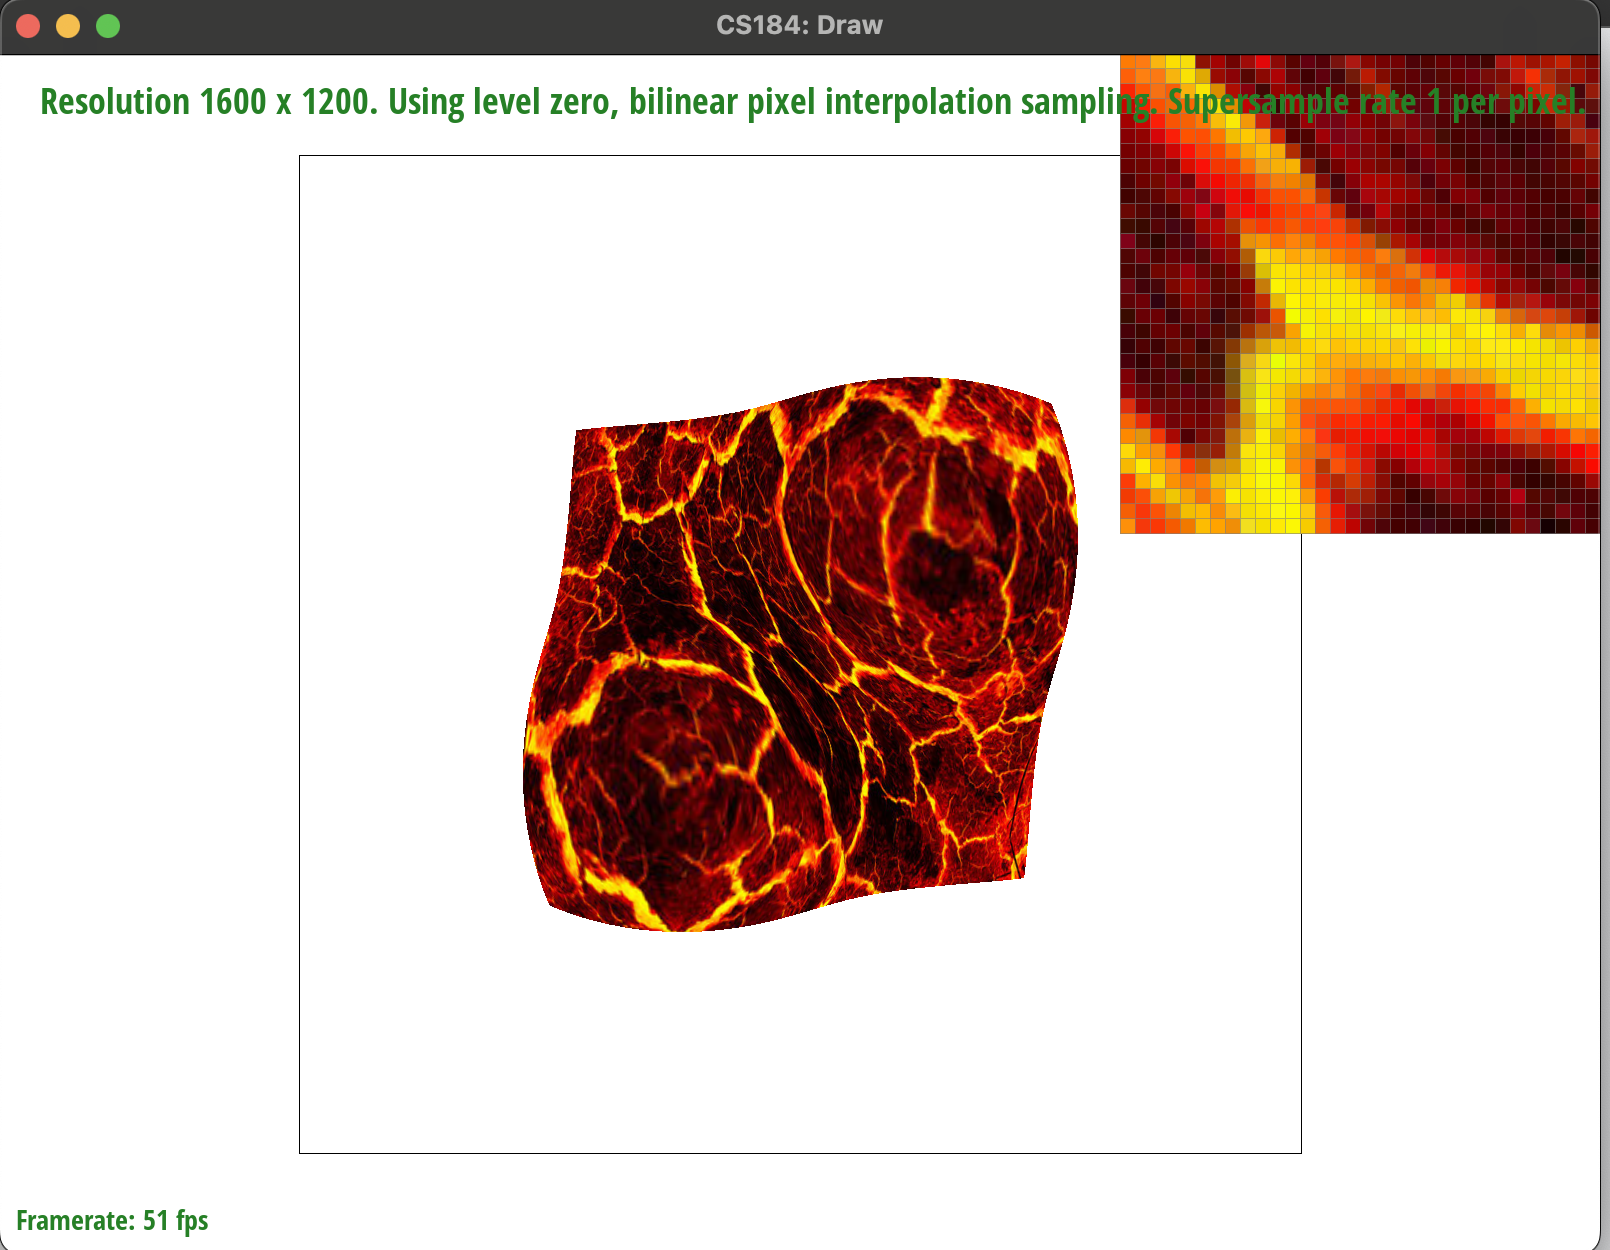 CS184: Draw
Resolution 1600 x 1200. Using level zero, bilinear pixel interpolation sampling. Supersample rate 1 per pixel.
Framerate: 51 fps